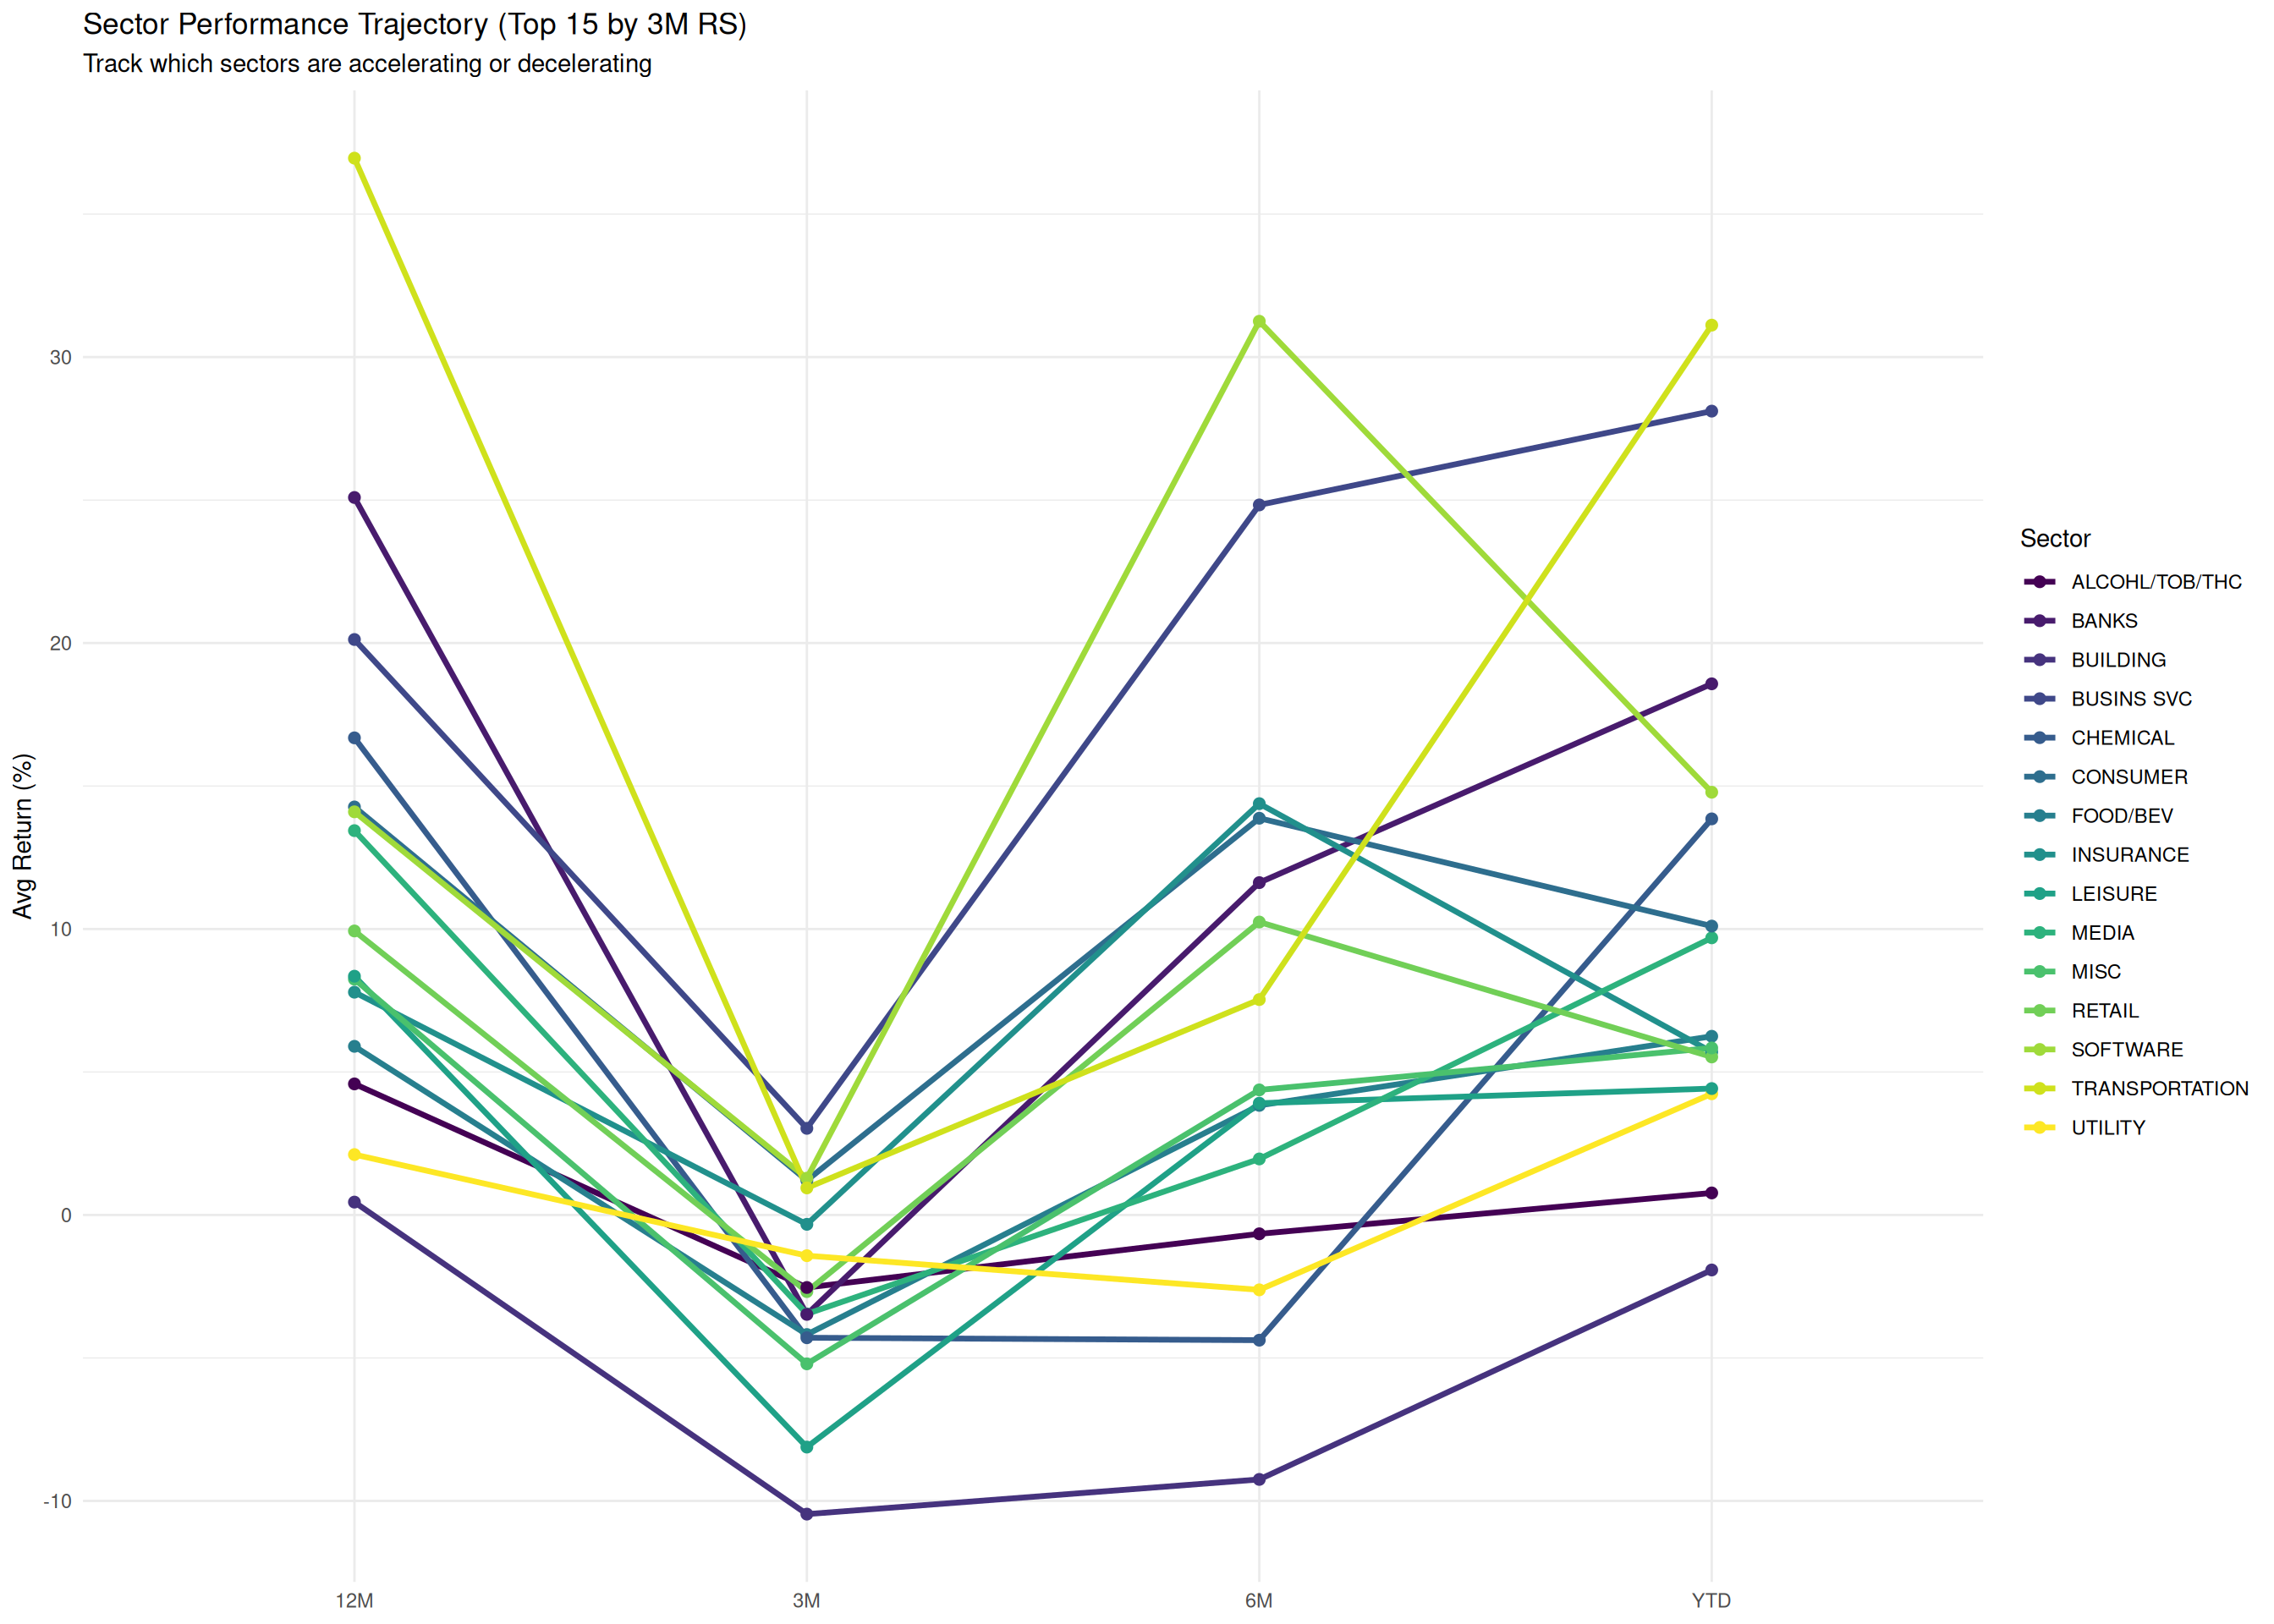 Sector Performance Trajectory (Top 15 by 3M RS)
Track which sectors are accelerating or decelerating
Avg Return (%)
30
20
10
0
-10
12M
3M
6M
YTD
Sector
ALCOHL/TOB/THC
BANKS
BUILDING
BUSINS SVC
CHEMICAL
CONSUMER
FOOD/BEV
INSURANCE
LEISURE
MEDIA
MISC
RETAIL
SOFTWARE
TRANSPORTATION
UTILITY